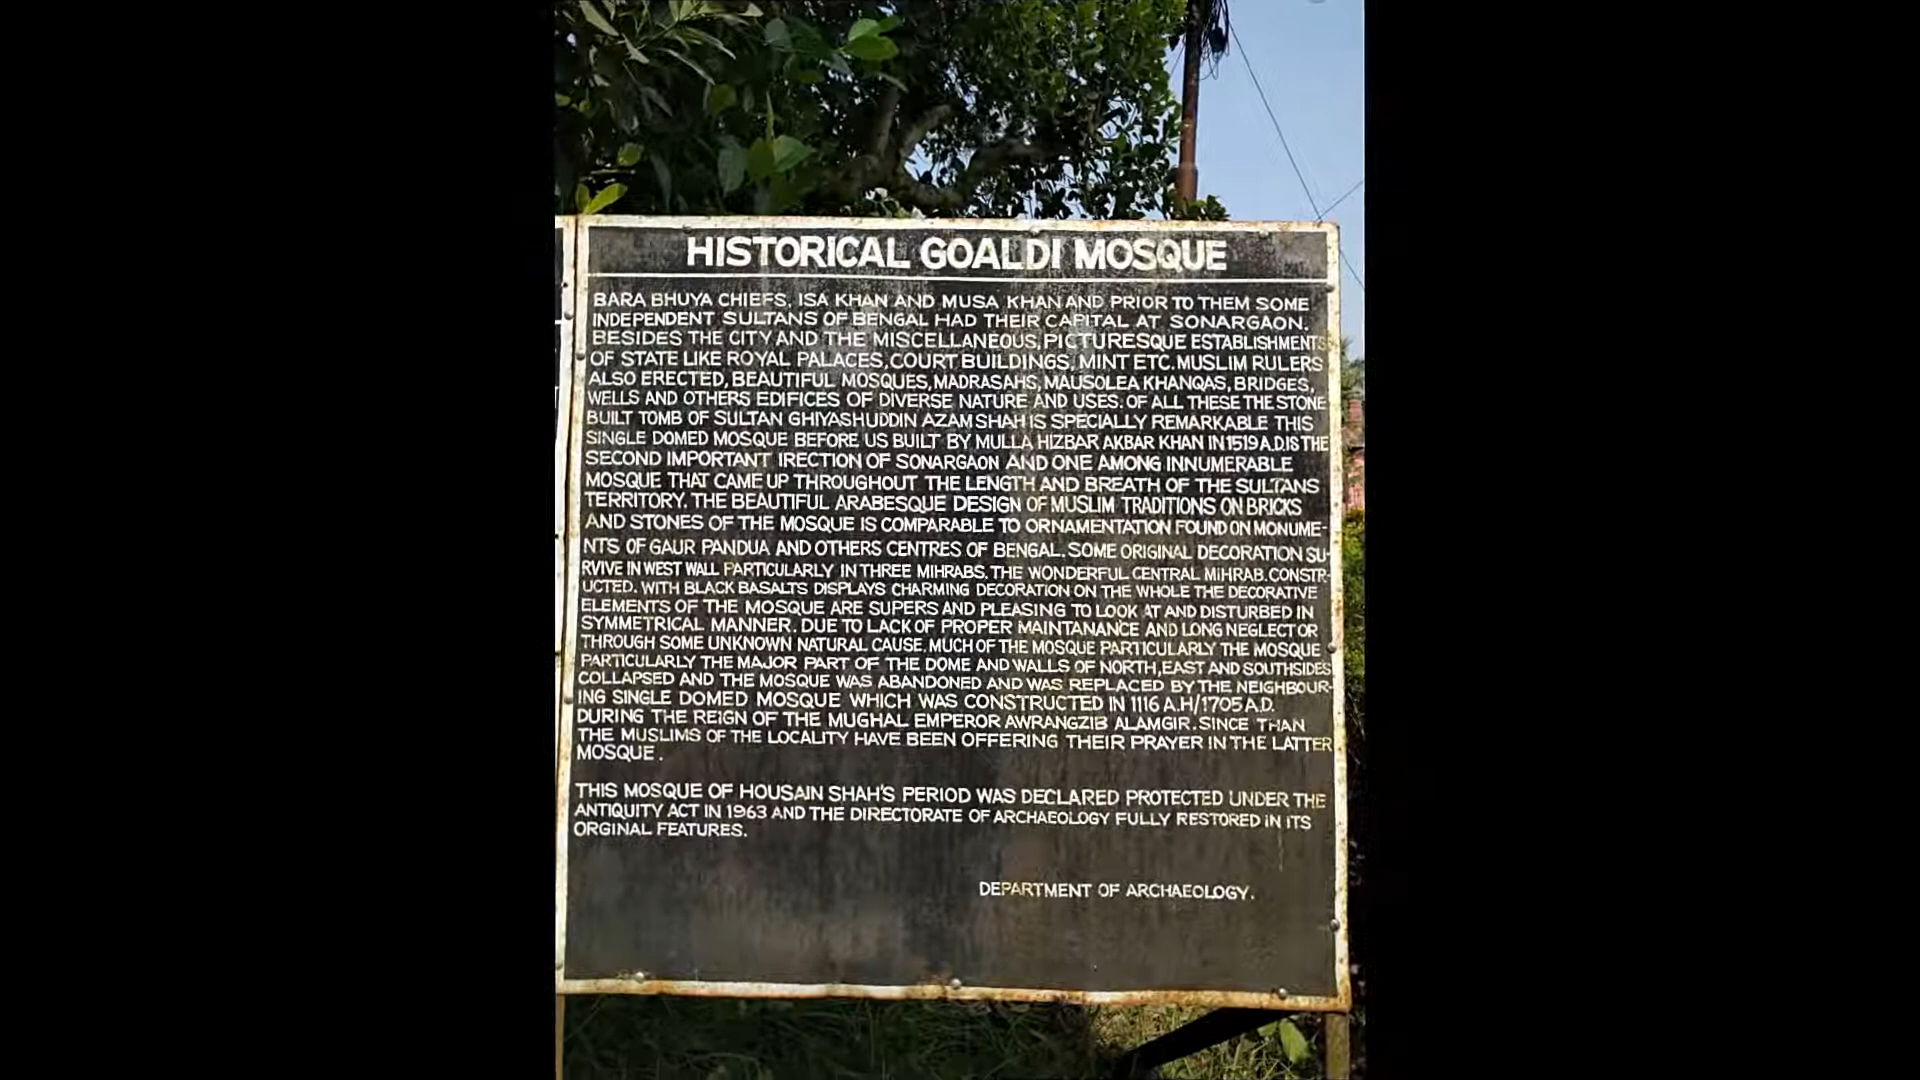 HISTORICAL GOALDI MOSQUE
BARA BHUYA CHIEFS. ISA KHAN AND MUSA KHAN AND PRIOR TO THEM SOME
INDEPENDENT SULTANS OF BENGAL HAD THEIR CAPITAL AT SONARGAON.
BESIDES THE CITY AND THE MISCELLANEOUS, PICTURESQUE ESTABLISHMENTS
OF STATE LIKE ROYAL PALACES, COURT BUILDINGS, MINT ETC. MUSLIM RULERS
ALSO ERECTED, BEAUTIFUL MOSQUES, MADRASAHS, MAUSOLEA KHANQAS, BRIDGES,
WELLS AND OTHERS EDIFICES OF DIVERSE NATURE AND USES. OF ALL THESE THE STONE
BUILT TOMB OF SULTAN GHIYASHUDDIN AZAM SHAH IS SPECIALLY REMARKABLE THIS
SINGLE DOMED MOSQUE BEFORE US BUILT BY MULLA HIZBAR AKBAR KHAN IN 1519 A.D. IS THE
SECOND IMPORTANT IRECTION OF SONARGAON AND ONE AMONG INNUMERABLE
MOSQUE THAT CAME UP THROUGHOUT THE LENGTH AND BREATH OF THE SULTANS
TERRITORY. THE BEAUTIFUL ARABESQUE DESIGN OF MUSLIM TRADITIONS ON BRICKS
AND STONES OF THE MOSQUE IS COMPARABLE TO ORNAMENTATION FOUND ON MONUME-
NTS OF GAUR PANDUA AND OTHERS CENTRES OF BENGAL. SOME ORIGINAL DECORATION SU-
RVIVE IN WEST WALL PARTICULARLY IN THREE MIHRABS. THE WONDERFUL CENTRAL MIHRAB. CONSTR-
UCTED. WITH BLACK BASALTS DISPLAYS CHARMING DECORATION ON THE WHOLE THE DECORATIVE
ELEMENTS OF THE MOSQUE ARE SUPERS AND PLEASING TO LOOK AT AND DISTURBED IN
SYMMETRICAL MANNER. DUE TO LACK OF PROPER MAINTANANCE AND LONG NEGLECT OR
THROUGH SOME UNKNOWN NATURAL CAUSE. MUCH OF THE MOSQUE PARTICULARLY THE MOSQUE
PARTICULARLY THE MAJOR PART OF THE DOME AND WALLS OF NORTH, EAST AND SOUTHSIDES
COLLAPSED AND THE MOSQUE WAS ABANDONED AND WAS REPLACED BY THE NEIGHBOUR-
ING SINGLE DOMED MOSQUE WHICH WAS CONSTRUCTED IN 1116 A.H/1705 A.D.
DURING THE REIGN OF THE MUGHAL EMPEROR AWRANGZIB ALAMGIR. SINCE THAN
THE MUSLIMS OF THE LOCALITY HAVE BEEN OFFERING THEIR PRAYER IN THE LATTER
MOSQUE.
THIS MOSQUE OF HOUSAIN SHAH'S PERIOD WAS DECLARED PROTECTED UNDER THE
ANTIQUITY ACT IN 1963 AND THE DIRECTORATE OF ARCHAEOLOGY FULLY RESTORED IN ITS
ORGINAL FEATURES.
DEPARTMENT OF ARCHAEOLOGY.